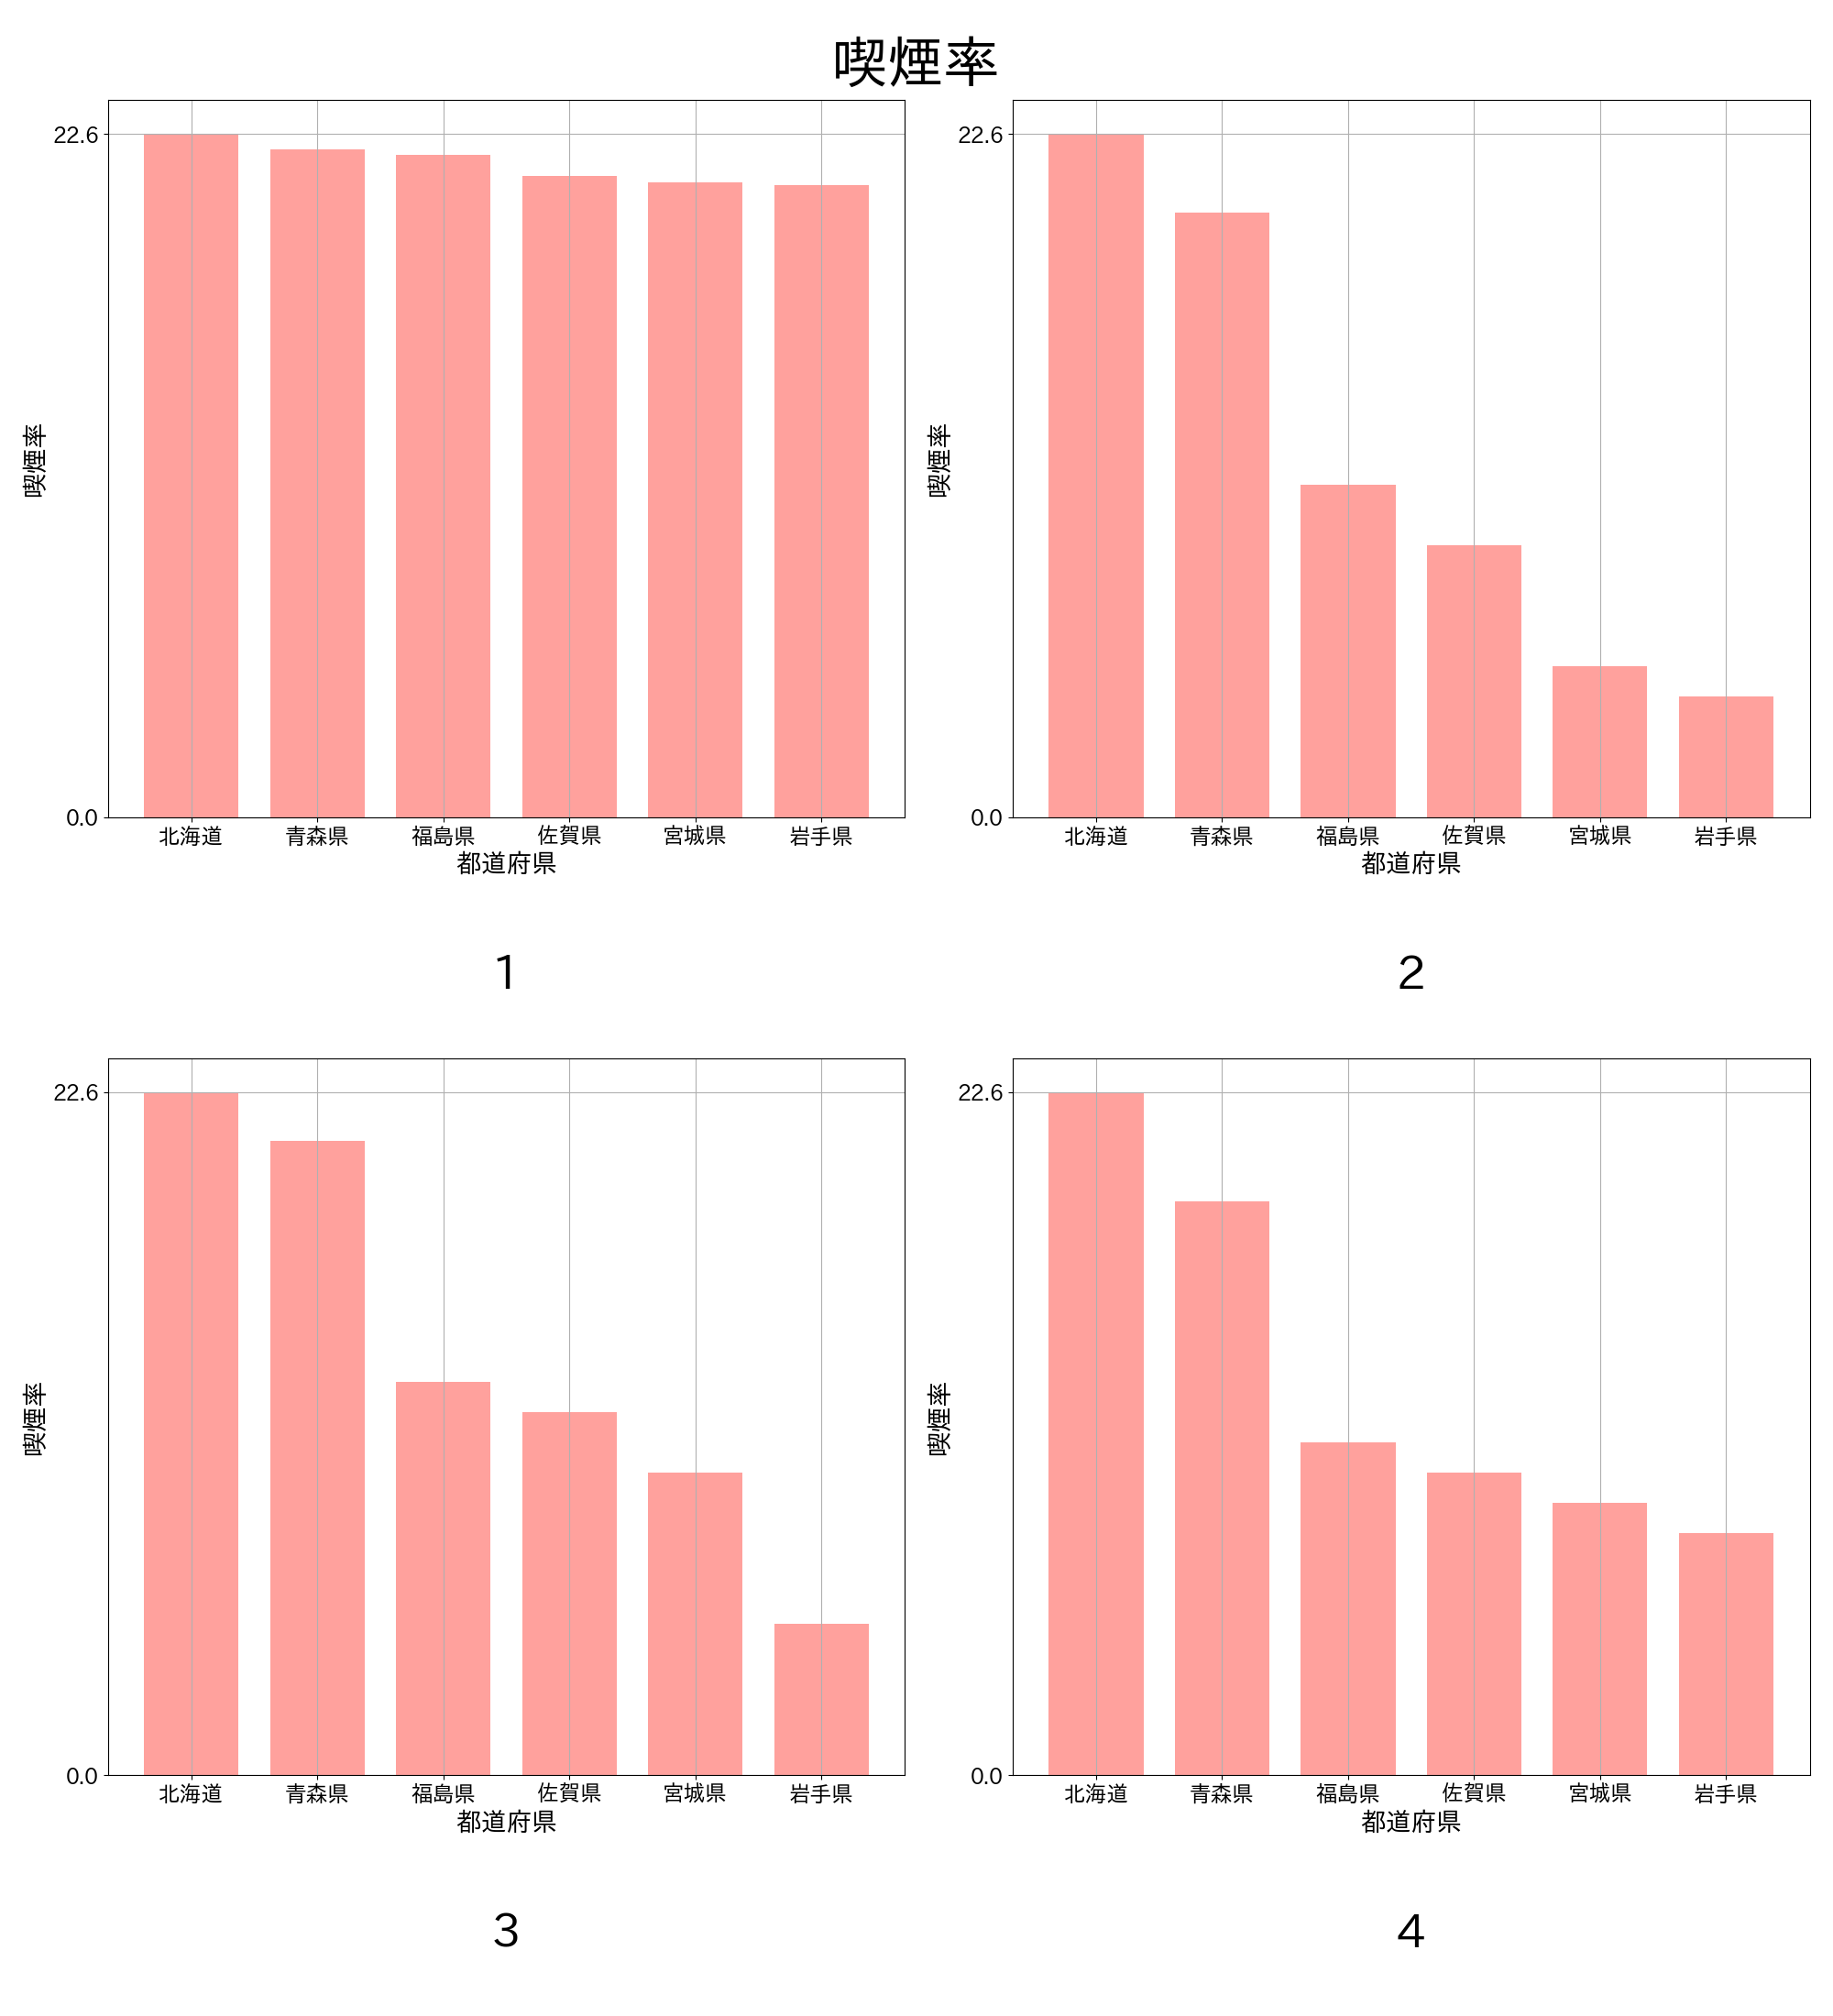 喫煙率
22.6
喫煙率
0.0
北海道 青森県 福島県 佐賀県 宮城県 岩手県
都道府県
1
22.6
喫煙率
0.0
北海道 青森県 福島県 佐賀県 宮城県 岩手県
都道府県
2
22.6
喫煙率
0.0
北海道 青森県 福島県 佐賀県 宮城県 岩手県
都道府県
3
22.6
喫煙率
0.0
北海道 青森県 福島県 佐賀県 宮城県 岩手県
都道府県
4